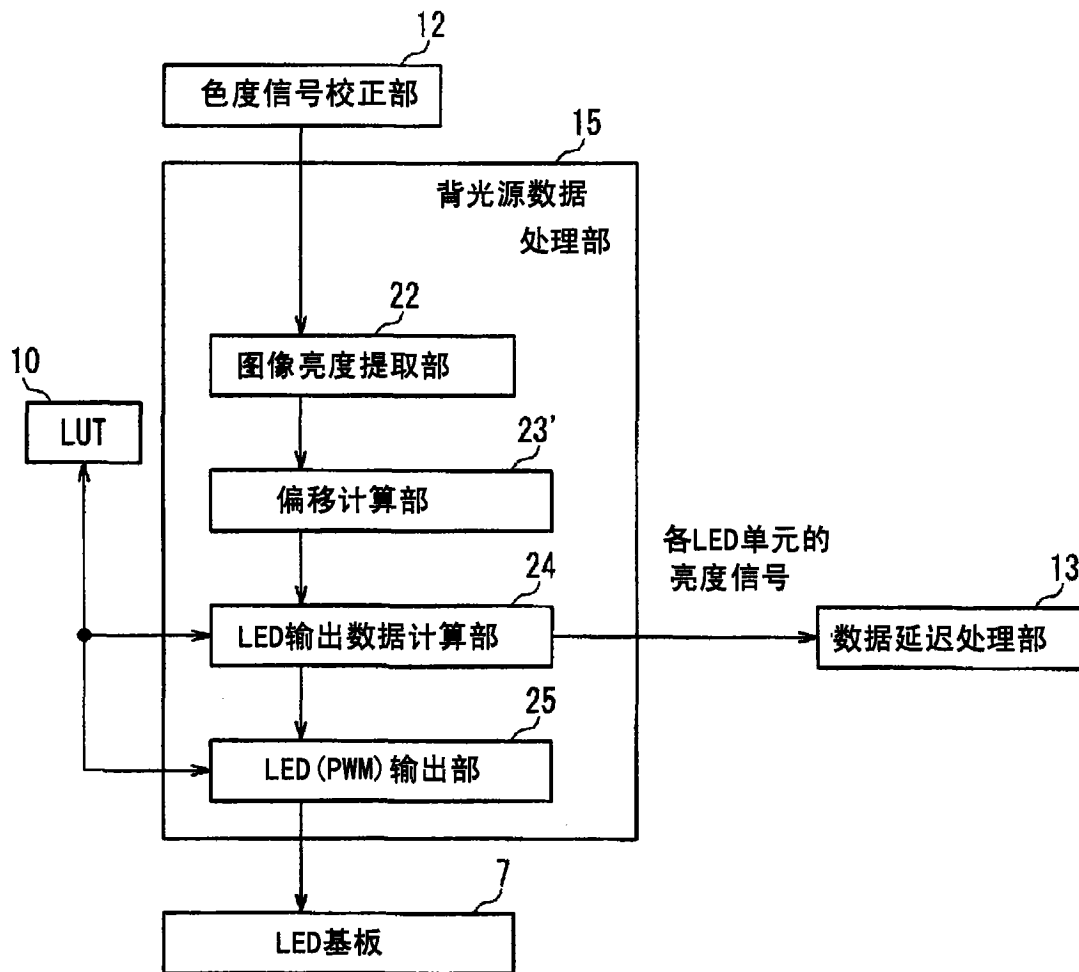 12
色度信号校正部
15
背光源数据
处理部
22
图像亮度提取部
10
LUT
23'
偏移计算部
各LED单元的
亮度信号
24
LED输出数据计算部
13
数据延迟处理部
25
LED(PWM)输出部
7
LED基板